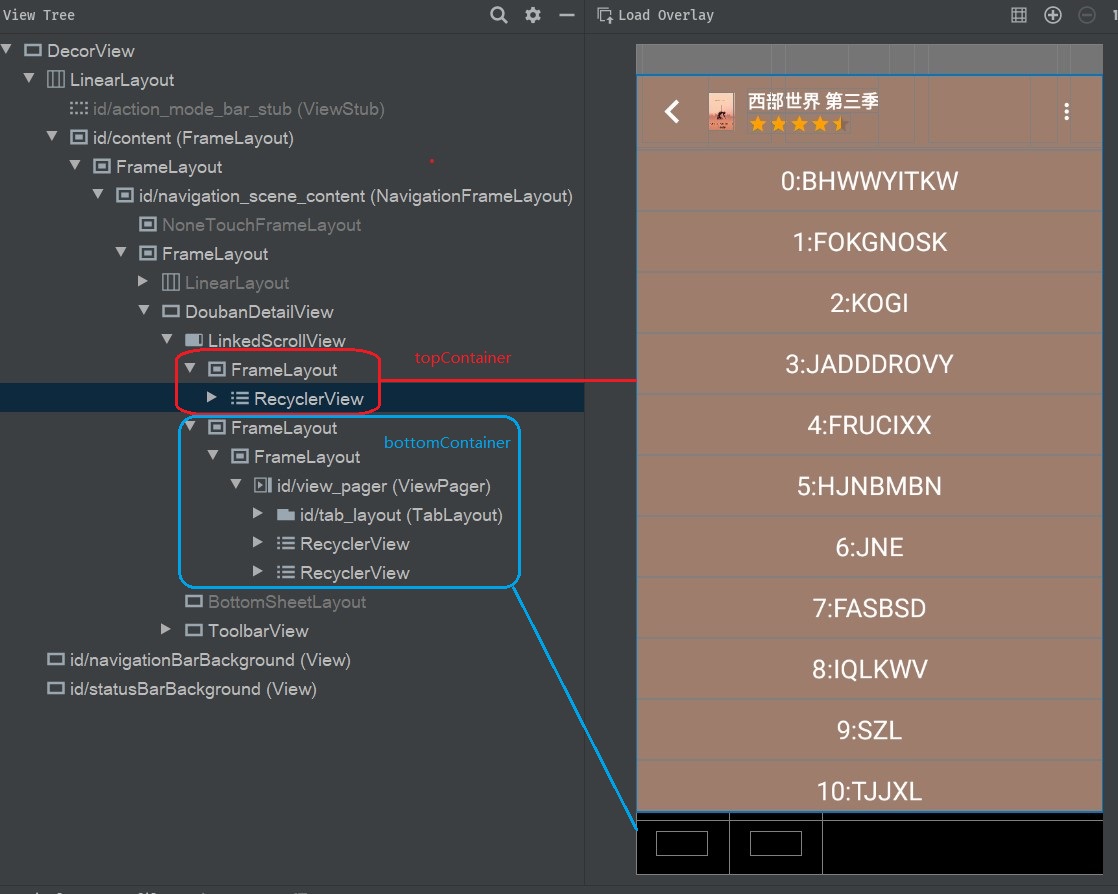 View Tree
Load Overlay
DecorView
LinearLayout
id/action_mode_bar_stub (ViewStub)
id/content (FrameLayout)
FrameLayout
id/navigation_scene_content (NavigationFrameLayout)
NoneTouchFrameLayout
FrameLayout
LinearLayout
DoubanDetailView
LinkedScrollView
FrameLayout
topContainer
RecyclerView
FrameLayout
bottomContainer
FrameLayout
id/view_pager (ViewPager)
id/tab_layout (TabLayout)
RecyclerView
RecyclerView
BottomSheetLayout
ToolbarView
id/navigationBarBackground (View)
id/statusBarBackground (View)
西部世界 第三季
0:BHWWYITKW
1:FOKGNOSK
2:KOGI
3:JADDDROVY
4:FRUCIXX
5:HJNBMBN
6:JNE
7:FASBSD
8:IQLKWV
9:SZL
10:TJJXL